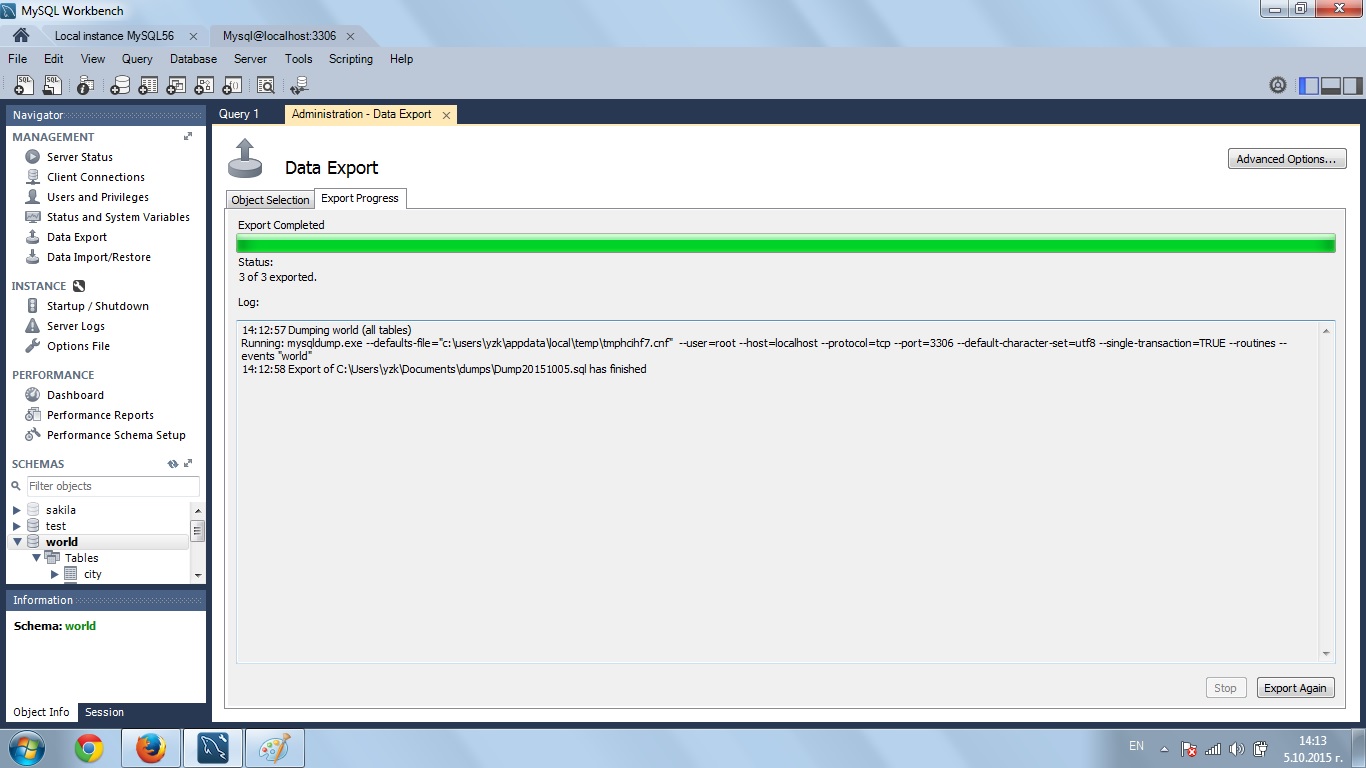 MySQL Workbench
Local instance MySQL56
Mysql@localhost:3306
File Edit View Query Database Server Tools Scripting Help
Navigator
MANAGEMENT
Server Status
Client Connections
Users and Privileges
Status and System Variables
Data Export
Data Import/Restore
INSTANCE
Startup / Shutdown
Server Logs
Options File
PERFORMANCE
Dashboard
Performance Reports
Performance Schema Setup
SCHEMAS
Filter objects
sakila
test
world
Tables
city
Information
Schema: world
Object Info Session
Query 1
Administration - Data Export
Data Export
Advanced Options...
Object Selection
Export Progress
Export Completed
Status:
3 of 3 exported.
Log:
14:12:57 Dumping world (all tables)
Running: mysqldump.exe --defaults-file="c:\users\yzk\appdata\local\temp\tmphcihf7.cnf"  --user=root --host=localhost --protocol=tcp --port=3306 --default-character-set=utf8 --single-transaction=TRUE --routines --
events "world"
14:12:58 Export of C:\Users\yzk\Documents\dumps\Dump20151005.sql has finished
Stop
Export Again
EN
14:13
5.10.2015 г.